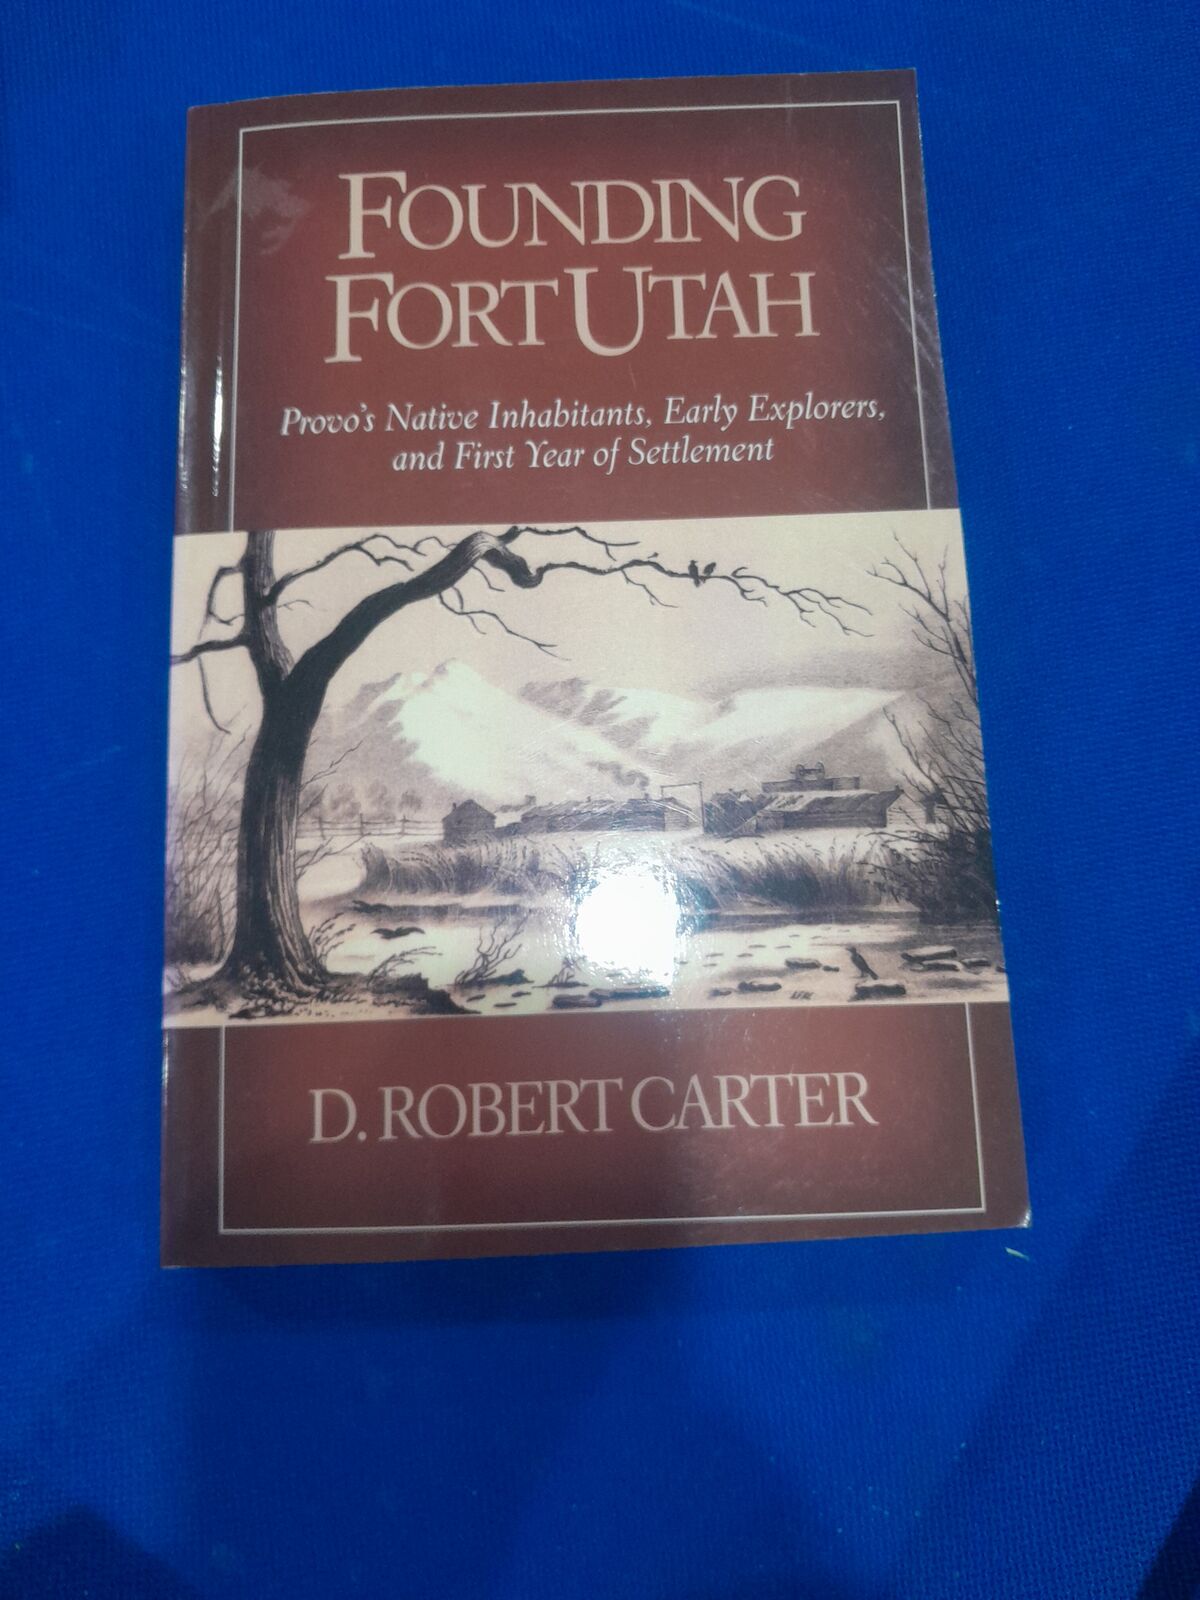 FOUNDING
FORT UTAH
Provo's Native Inhabitants, Early Explorers,
and First Year of Settlement
D. ROBERT CARTER